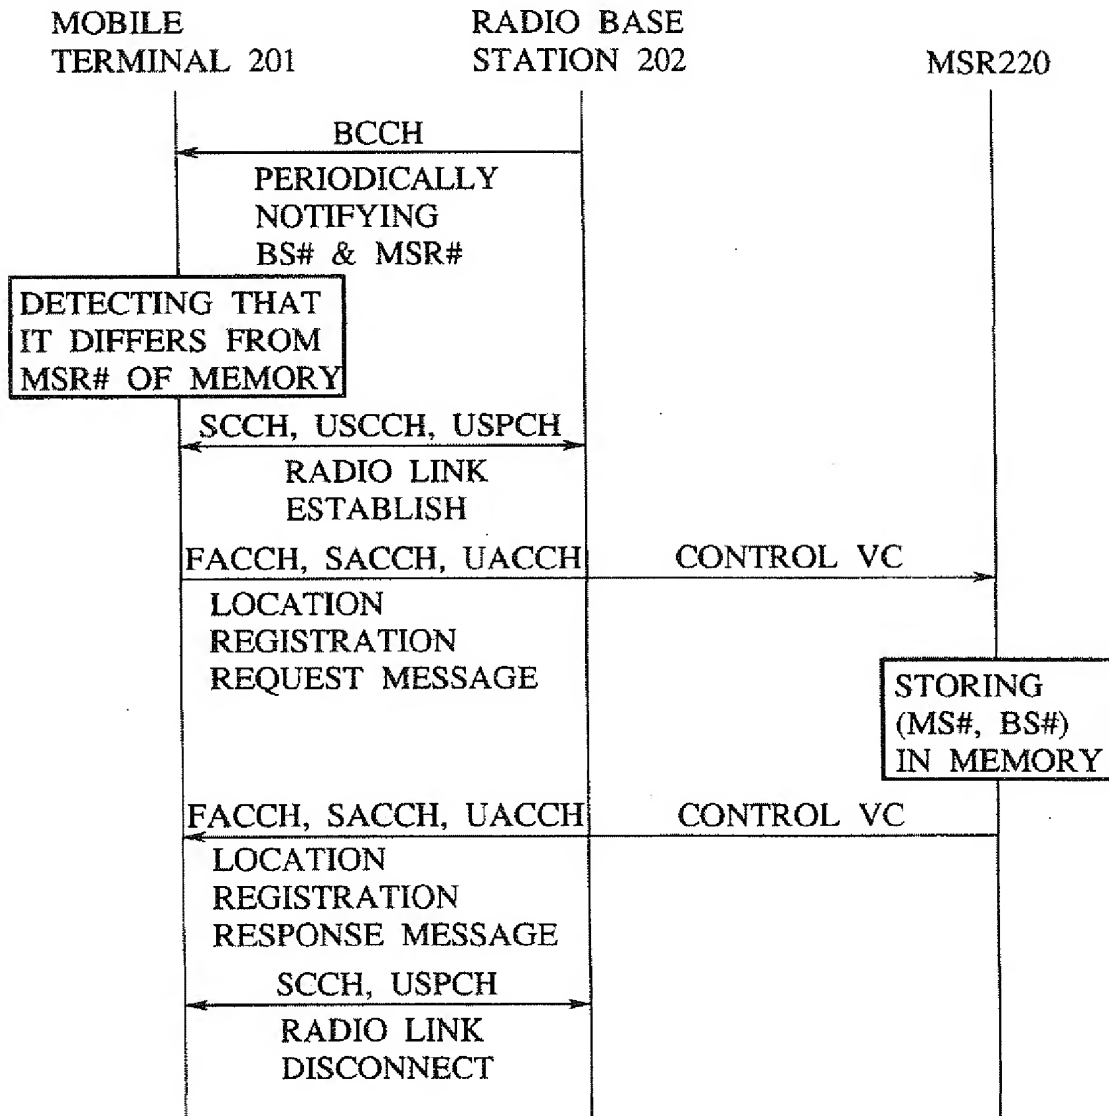 MOBILE
TERMINAL 201
RADIO BASE
STATION 202
MSR220
BCCH
PERIODICALLY
NOTIFYING
BS# & MSR#
DETECTING THAT
IT DIFFERS FROM
MSR# OF MEMORY
SCCH, USCCH, USPCH
RADIO LINK
ESTABLISH
FACCH, SACCH, UACCH
CONTROL VC
LOCATION
REGISTRATION
REQUEST MESSAGE
STORING
(MS#, BS#)
IN MEMORY
FACCH, SACCH, UACCH
CONTROL VC
LOCATION
REGISTRATION
RESPONSE MESSAGE
SCCH, USPCH
RADIO LINK
DISCONNECT